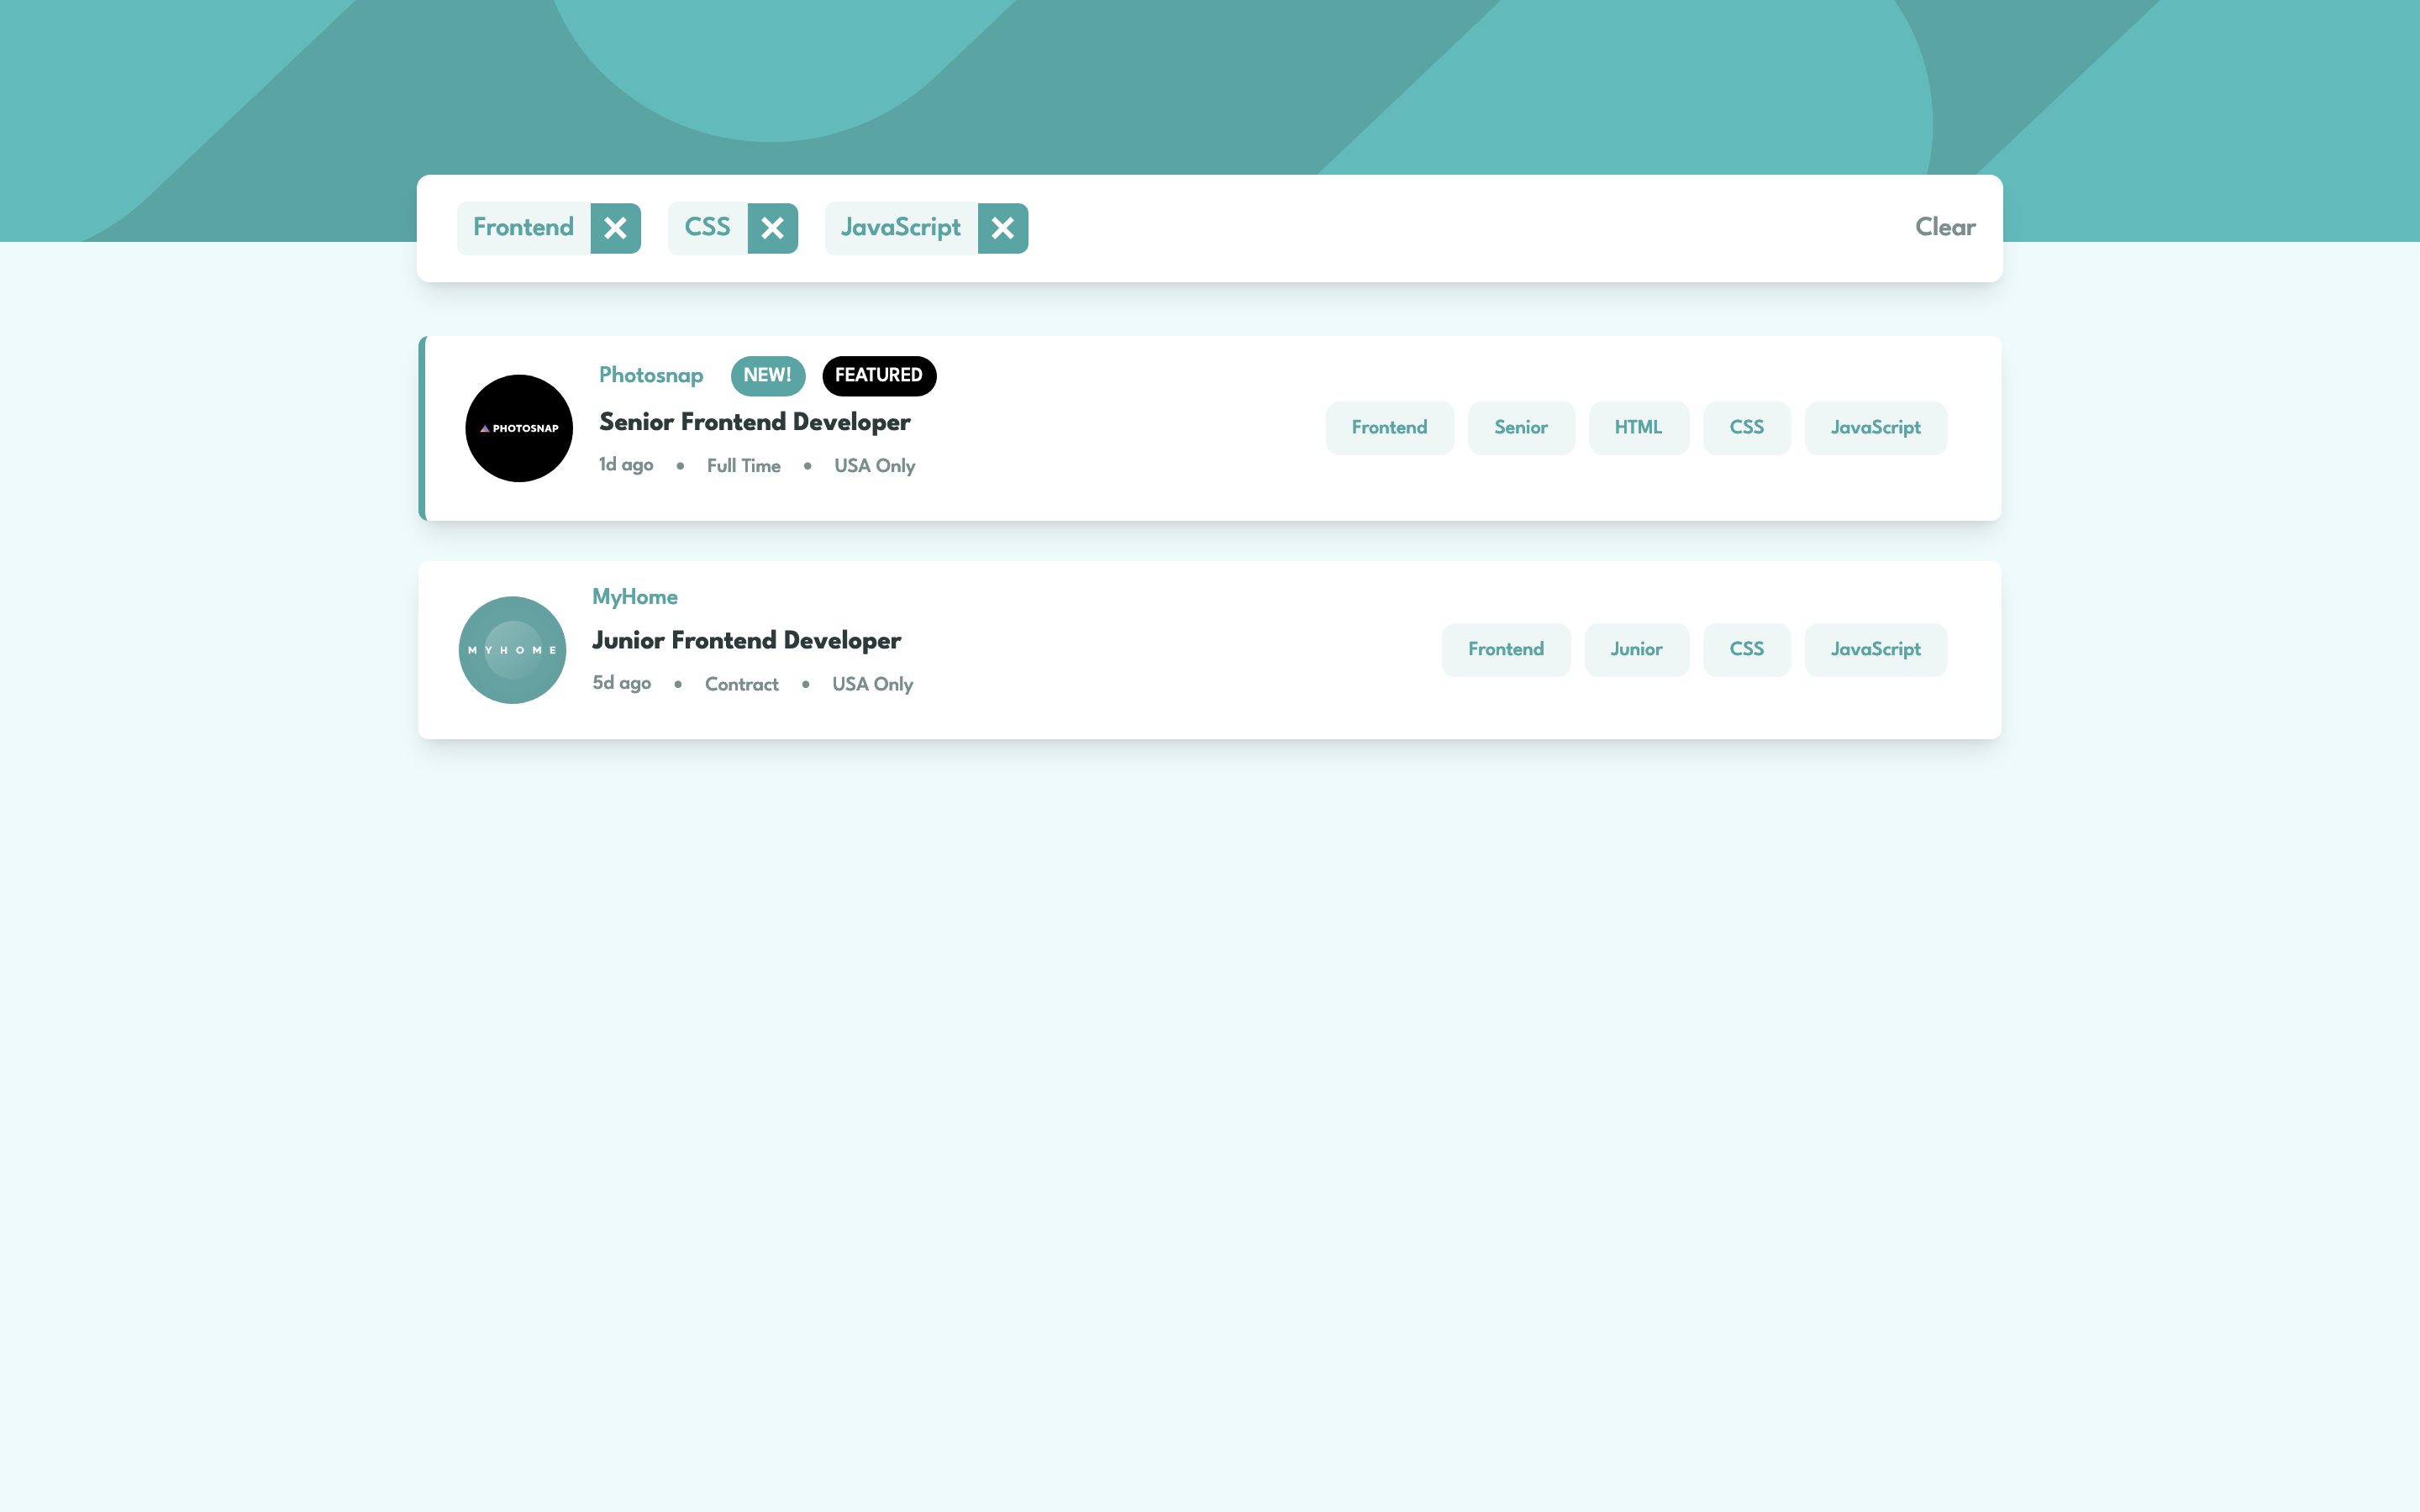 Frontend CSS JavaScript Clear
Photosnap NEW! FEATURED
PHOTOSNAP
Senior Frontend Developer
1d ago • Full Time • USA Only
Frontend Senior HTML CSS JavaScript
MyHome
MYHOME
Junior Frontend Developer
5d ago • Contract • USA Only
Frontend Junior CSS JavaScript